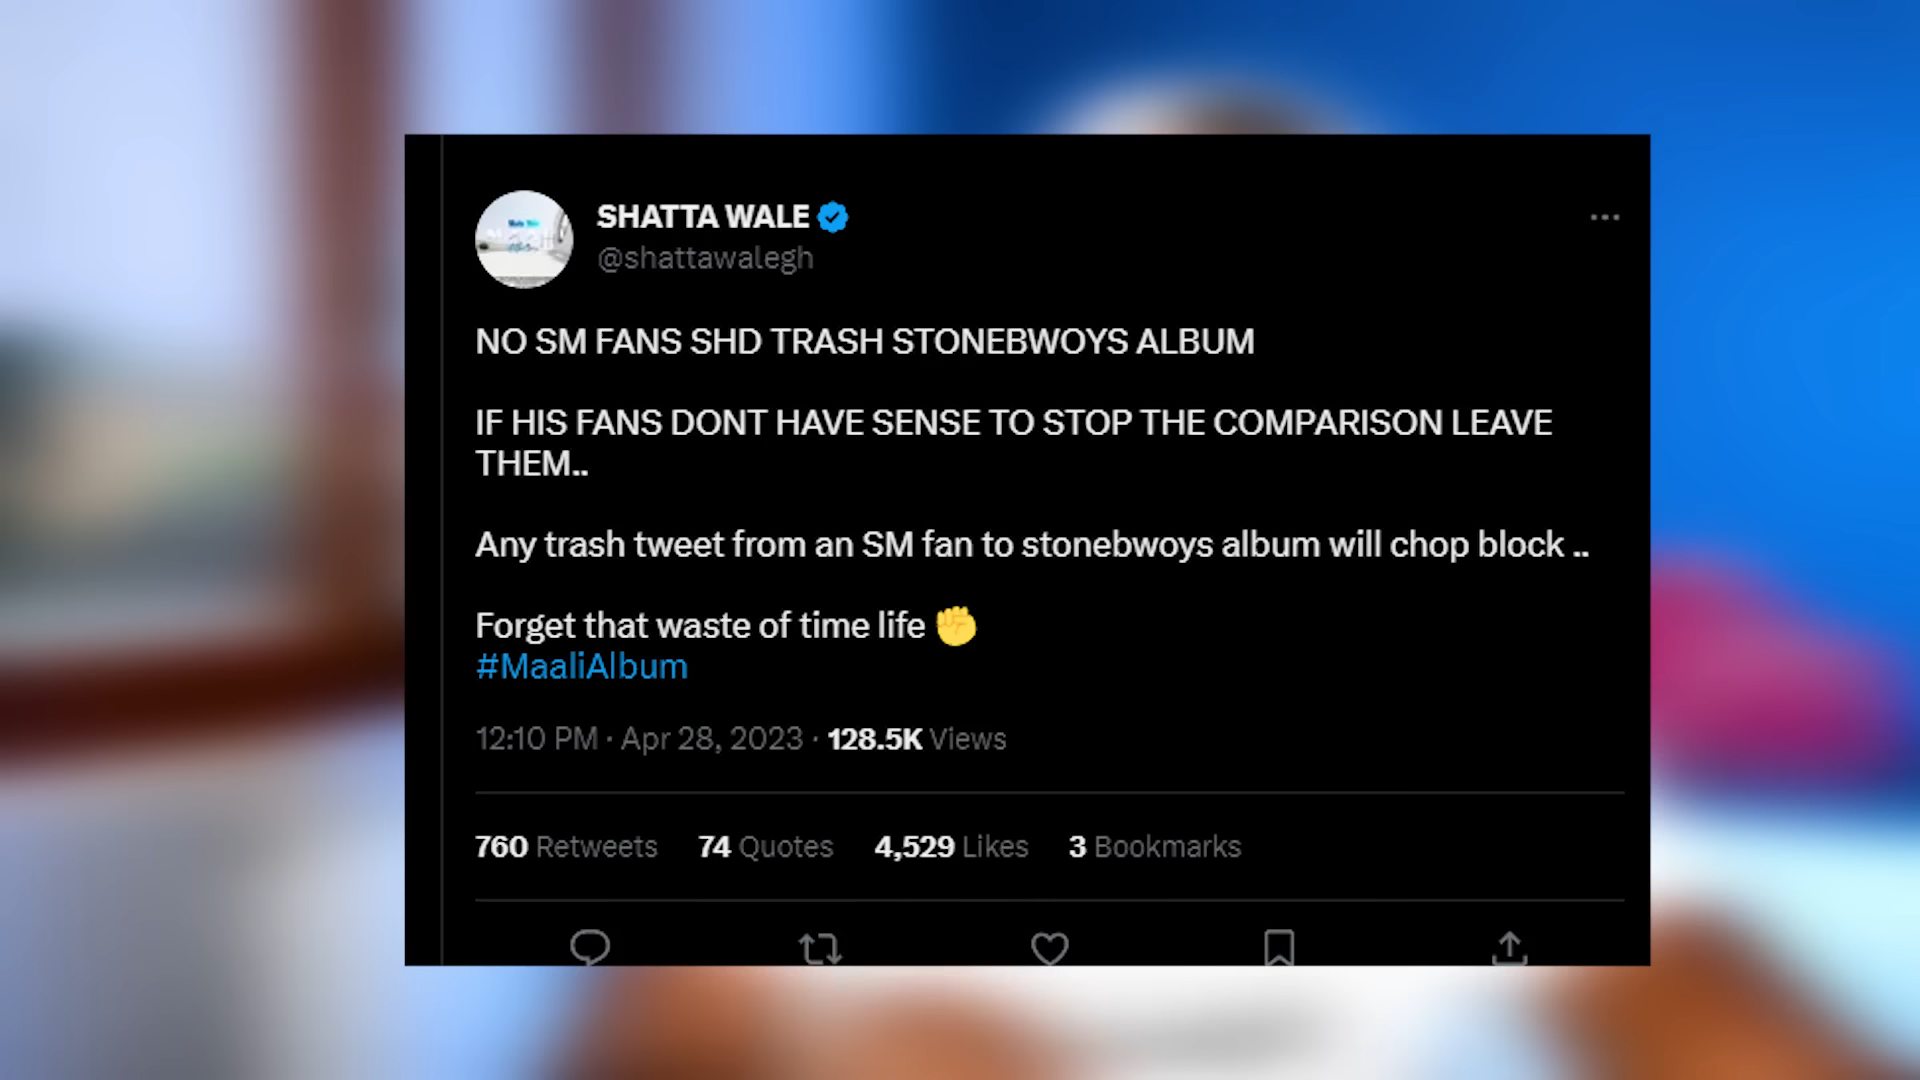 SHATTA WALE
@shattawalegh
NO SM FANS SHD TRASH STONEBWOYS ALBUM
IF HIS FANS DONT HAVE SENSE TO STOP THE COMPARISON LEAVE
THEM..
Any trash tweet from an SM fan to stonebwoys album will chop block ..
Forget that waste of time life ✊
#MaaliAlbum
12:10 PM · Apr 28, 2023 · 128.5K Views
760 Retweets 74 Quotes 4,529 Likes 3 Bookmarks